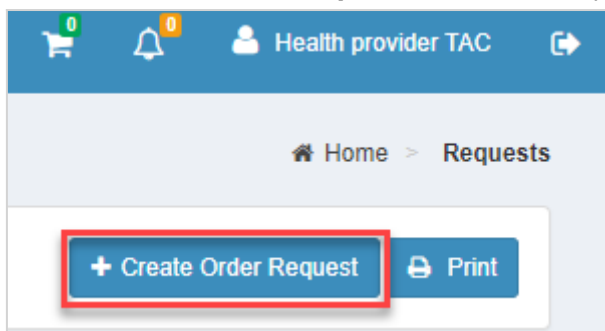 0 0 Health provider TAC
Home > Requests
+ Create Order Request Print